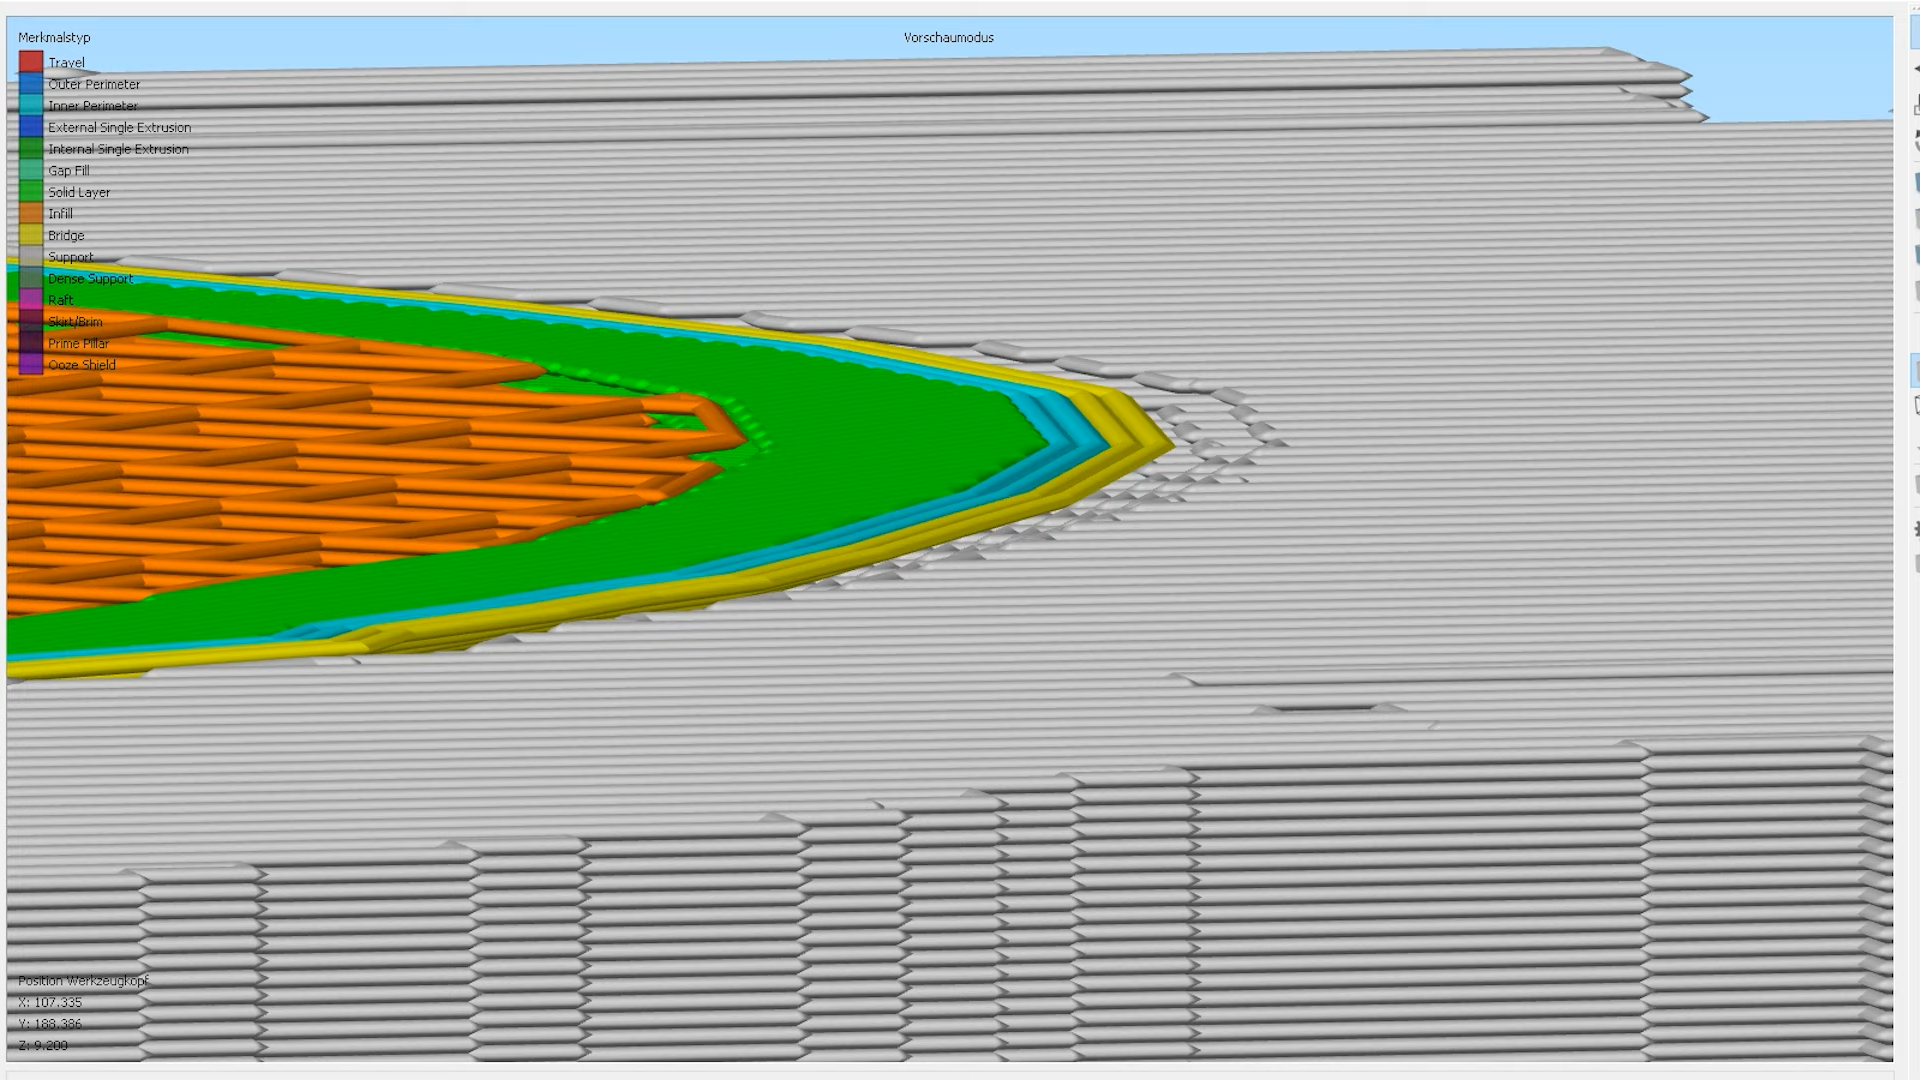 Merkmalstyp
Vorschaumodus
Travel
Outer Perimeter
Inner Perimeter
External Single Extrusion
Internal Single Extrusion
Gap Fill
Solid Layer
Infill
Bridge
Support
Dense Support
Raft
Skirt/Brim
Prime Pillar
Ooze Shield
Position Werkzeugkopf
X: 107.335
Y: 188.386
Z: 9.200